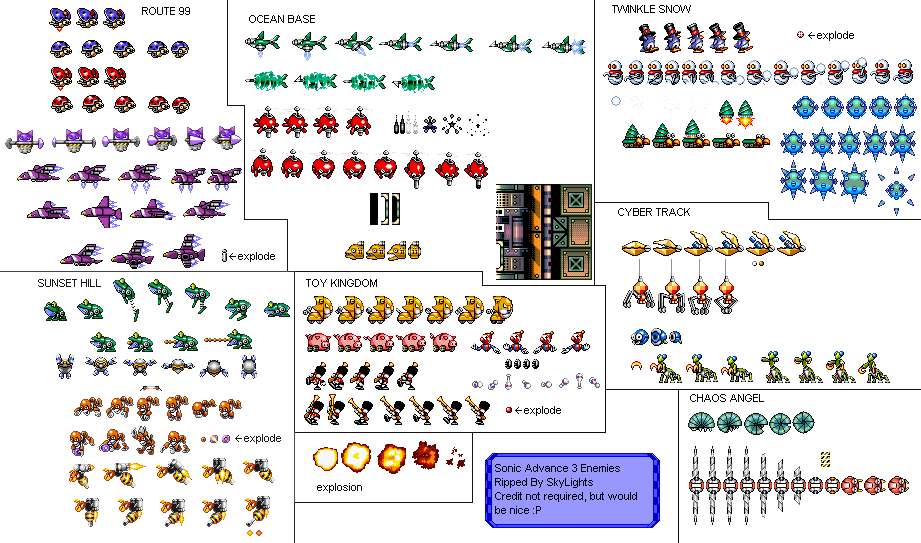 ROUTE 99
OCEAN BASE
TWINKLE SNOW
←explode
CYBER TRACK
←explode
SUNSET HILL
TOY KINGDOM
CHAOS ANGEL
←explode
←explode
explosion
Sonic Advance 3 Enemies
Ripped By SkyLights
Credit not required, but would
be nice :P